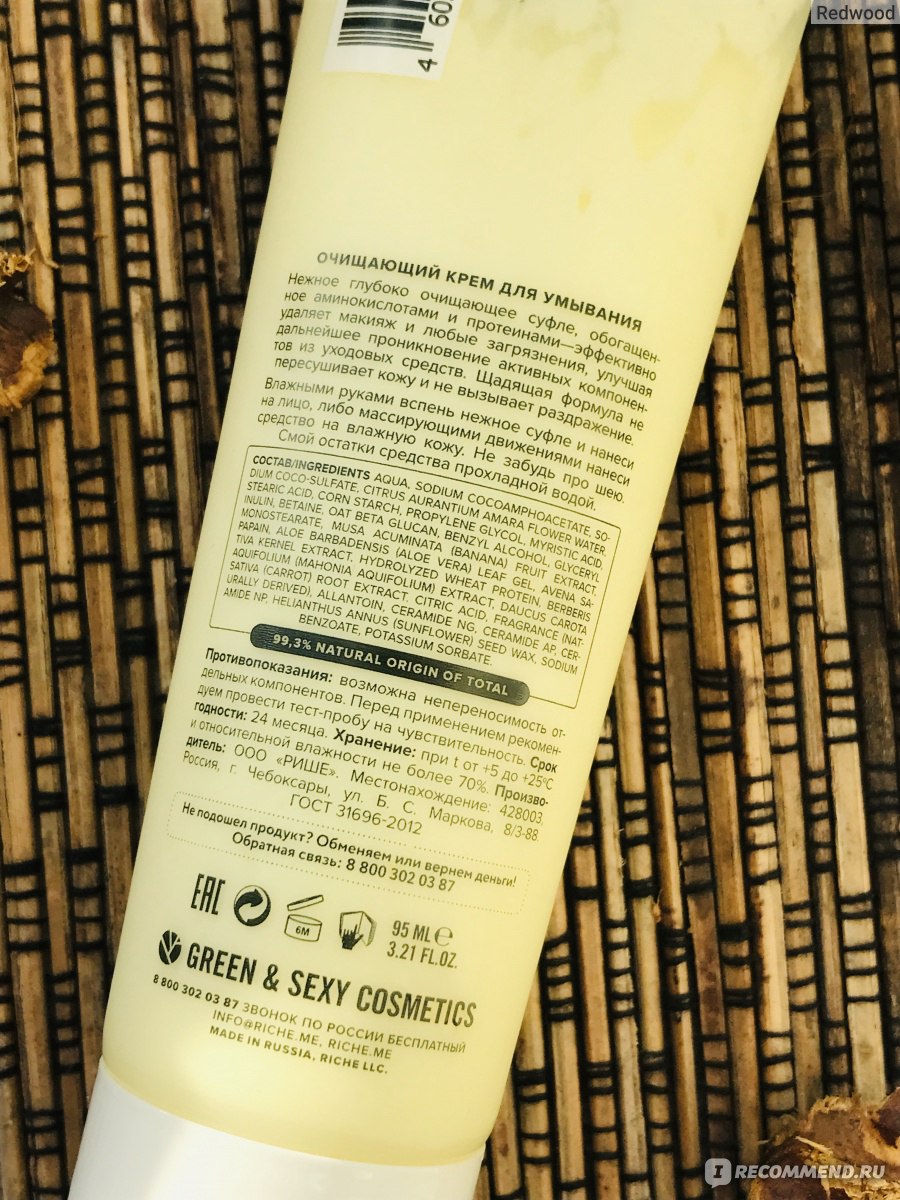 Redwood
4 60
ОЧИЩАЮЩИЙ КРЕМ ДЛЯ УМЫВАНИЯ
Нежное глубоко очищающее суфле, обогащен-
ное аминокислотами и протеинами—эффективно
удаляет макияж и любые загрязнения, улучшая
дальнейшее проникновение активных компонен-
тов из уходовых средств. Щадящая формула не
пересушивает кожу и не вызывает раздражение.
Влажными руками вспень нежное суфле и нанеси
на лицо, либо массирующими движениями нанеси
средство на влажную кожу. Не забудь про шею.
Смой остатки средства прохладной водой.
СОСТАВ/INGREDIENTS AQUA, SODIUM COCOAMPHOACETATE, SO-
DIUM COCO-SULFATE, CITRUS AURANTIUM AMARA FLOWER WATER,
STEARIC ACID, CORN STARCH, PROPYLENE GLYCOL, MYRISTIC ACID,
INULIN, BETAINE, OAT BETA GLUCAN, BENZYL ALCOHOL, GLYCERYL
MONOSTEARATE, MUSA ACUMINATA (BANANA) FRUIT EXTRACT,
PAPAIN, ALOE BARBADENSIS (ALOE VERA) LEAF GEL, AVENA SA-
TIVA KERNEL EXTRACT, HYDROLYZED WHEAT PROTEIN, BERBERIS
AQUIFOLIUM (MAHONIA AQUIFOLIUM) EXTRACT, DAUCUS CAROTA
SATIVA (CARROT) ROOT EXTRACT, CITRIC ACID, FRAGRANCE (NAT-
URALLY DERIVED), ALLANTOIN, CERAMIDE NG, CERAMIDE AP, CER-
AMIDE NP, HELIANTHUS ANNUS (SUNFLOWER) SEED WAX, SODIUM
BENZOATE, POTASSIUM SORBATE.
99,3% NATURAL ORIGIN OF TOTAL
Противопоказания: возможна непереносимость от-
дельных компонентов. Перед применением рекомен-
дуем провести тест-пробу на чувствительность. Срок
годности: 24 месяца. Хранение: при t от +5 до +25°С
и относительной влажности не более 70%. Произво-
дитель: ООО «РИШЕ». Местонахождение: 428003,
Россия, г. Чебоксары, ул. Б. С. Маркова, 8/3-88.
ГОСТ 31696-2012
Не подошел продукт? Обменяем или вернем деньги!
Обратная связь: 8 800 302 03 87
EAC 6M 95 ML e
3.21 FL.OZ.
GREEN & SEXY COSMETICS
8 800 302 03 87 ЗВОНОК ПО РОССИИ БЕСПЛАТНЫЙ
INFO@RICHE.ME, RICHE.ME
MADE IN RUSSIA, RICHE LLC.
I RECOMMEND.RU